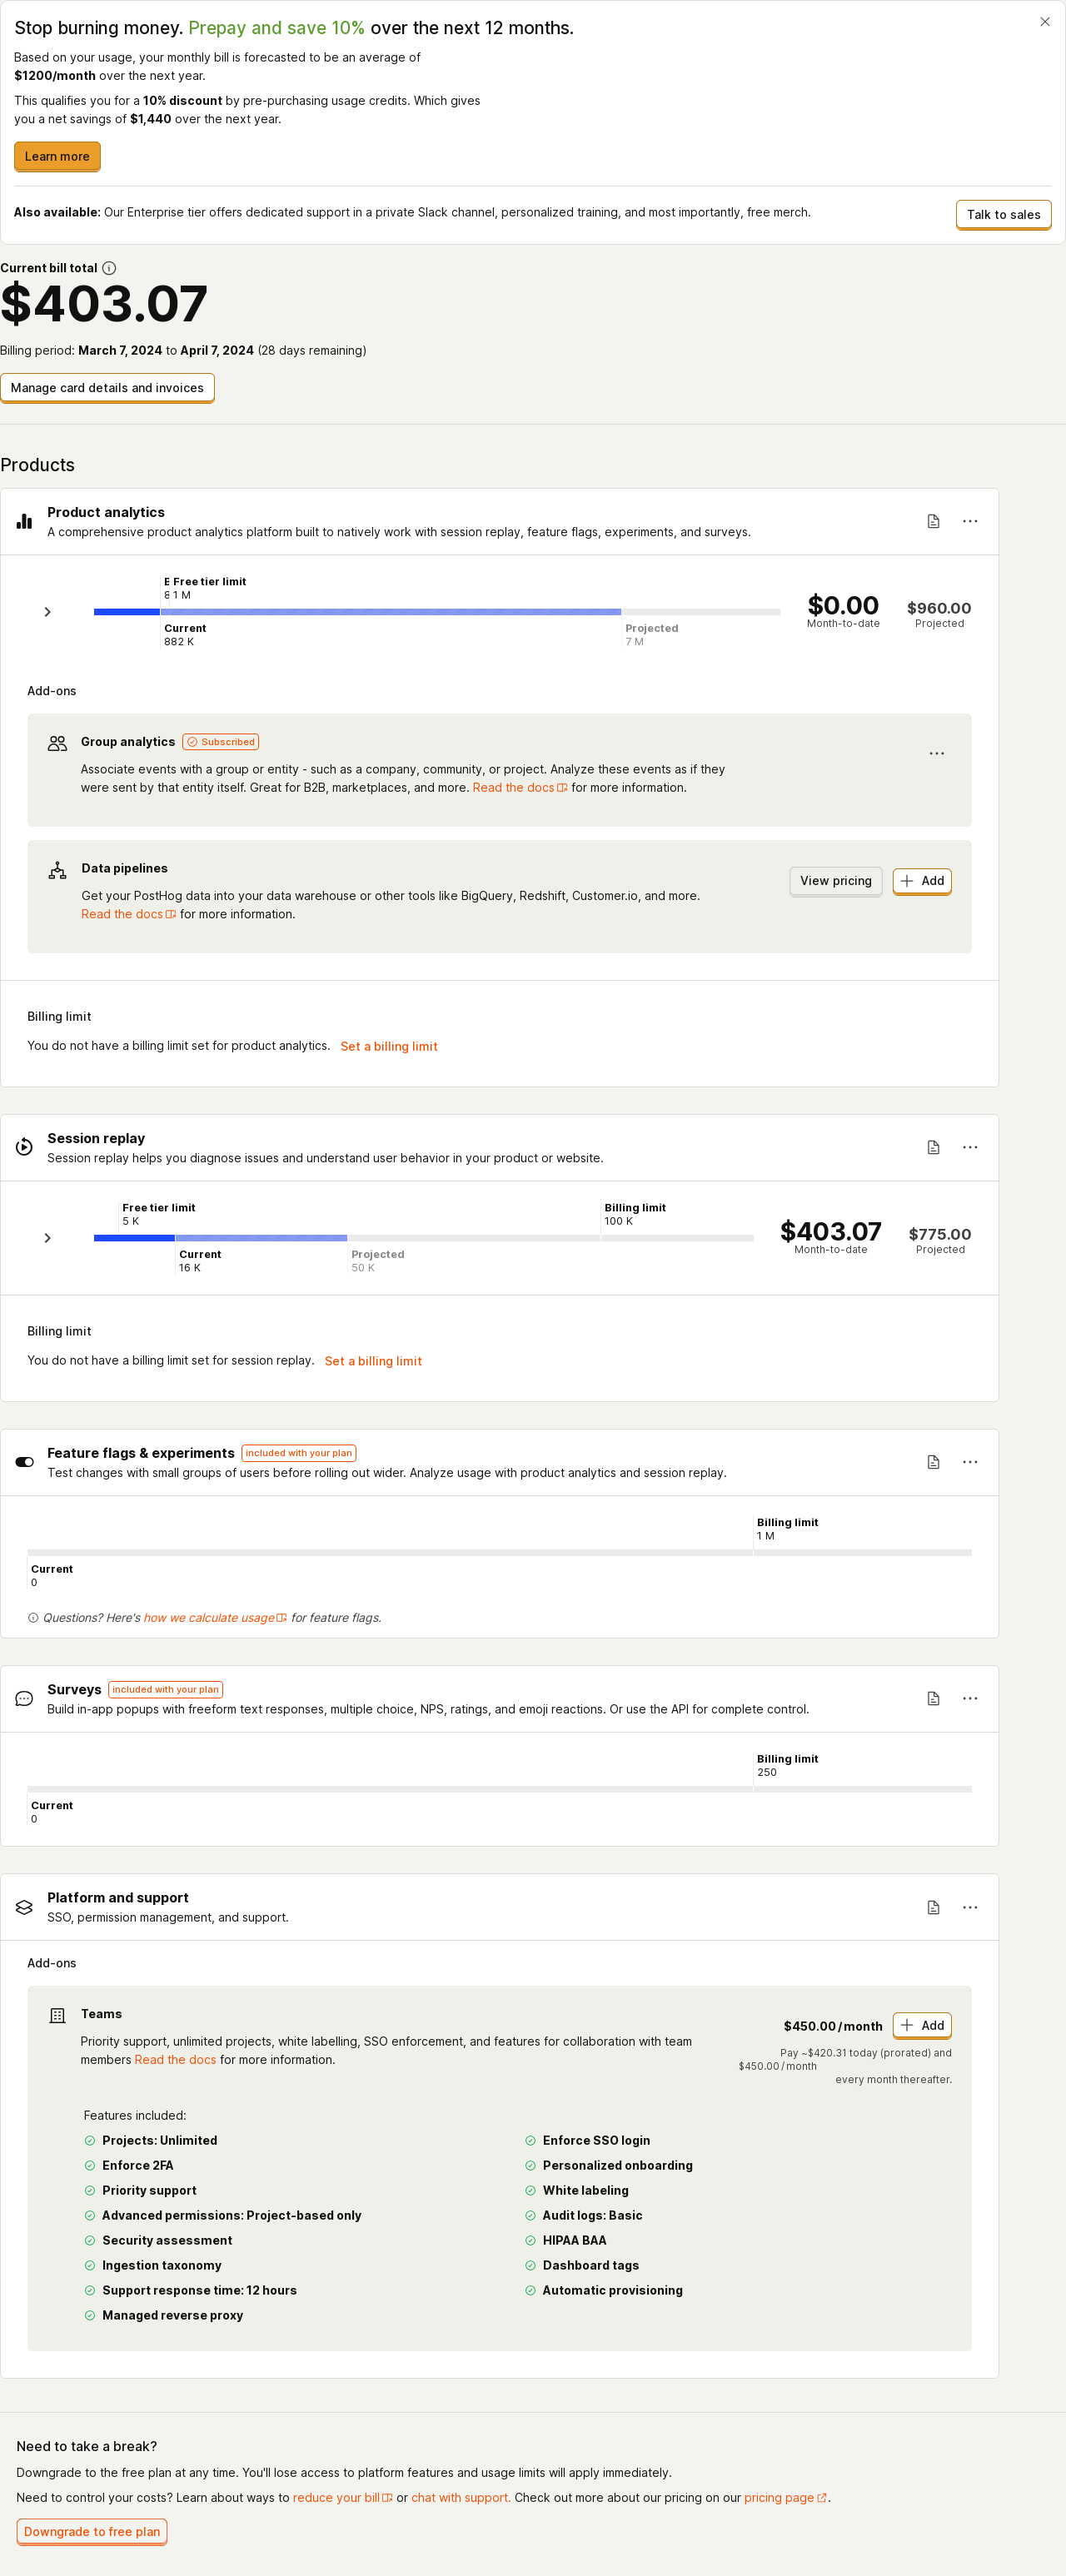 Stop burning money. Prepay and save 10% over the next 12 months.
Based on your usage, your monthly bill is forecasted to be an average of
$1200/month over the next year.
This qualifies you for a 10% discount by pre-purchasing usage credits. Which gives
you a net savings of $1,440 over the next year.
Learn more
Also available: Our Enterprise tier offers dedicated support in a private Slack channel, personalized training, and most importantly, free merch.
Talk to sales
Current bill total
$403.07
Billing period: March 7, 2024 to April 7, 2024 (28 days remaining)
Manage card details and invoices
Products
Product analytics
A comprehensive product analytics platform built to natively work with session replay, feature flags, experiments, and surveys.
Free tier limit
1 M
Current
882 K
Projected
7 M
$0.00
Month-to-date
$960.00
Projected
Add-ons
Group analytics Subscribed
Associate events with a group or entity - such as a company, community, or project. Analyze these events as if they
were sent by that entity itself. Great for B2B, marketplaces, and more. Read the docs for more information.
Data pipelines
Get your PostHog data into your data warehouse or other tools like BigQuery, Redshift, Customer.io, and more.
Read the docs for more information.
View pricing
Add
Billing limit
You do not have a billing limit set for product analytics. Set a billing limit
Session replay
Session replay helps you diagnose issues and understand user behavior in your product or website.
Free tier limit
5 K
Billing limit
100 K
Current
16 K
Projected
50 K
$403.07
Month-to-date
$775.00
Projected
Billing limit
You do not have a billing limit set for session replay. Set a billing limit
Feature flags & experiments included with your plan
Test changes with small groups of users before rolling out wider. Analyze usage with product analytics and session replay.
Billing limit
1 M
Current
0
Questions? Here's how we calculate usage for feature flags.
Surveys included with your plan
Build in-app popups with freeform text responses, multiple choice, NPS, ratings, and emoji reactions. Or use the API for complete control.
Billing limit
250
Current
0
Platform and support
SSO, permission management, and support.
Add-ons
Teams
Priority support, unlimited projects, white labelling, SSO enforcement, and features for collaboration with team
members Read the docs for more information.
$450.00/month
Add
Pay ~$420.31 today (prorated) and
$450.00/month
every month thereafter.
Features included:
Projects: Unlimited
Enforce 2FA
Priority support
Advanced permissions: Project-based only
Security assessment
Ingestion taxonomy
Support response time: 12 hours
Managed reverse proxy
Enforce SSO login
Personalized onboarding
White labeling
Audit logs: Basic
HIPAA BAA
Dashboard tags
Automatic provisioning
Need to take a break?
Downgrade to the free plan at any time. You'll lose access to platform features and usage limits will apply immediately.
Need to control your costs? Learn about ways to reduce your bill or chat with support. Check out more about our pricing on our pricing page.
Downgrade to free plan